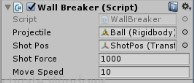 Wall Breaker (Script)
Script WallBreaker
Projectile Ball (Rigidbody)
Shot Pos ShotPos (Transf
Shot Force 1000
Move Speed 10